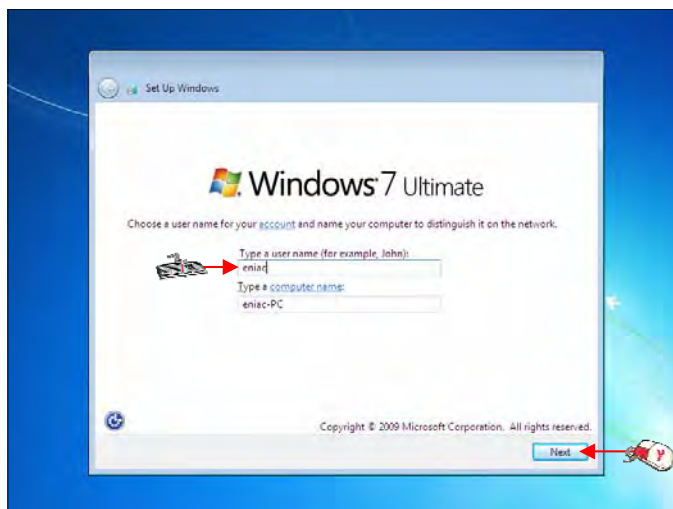 Set Up Windows
Windows 7 Ultimate
Choose a user name for your account and name your computer to distinguish it on the network.
Type a user name (for example, John):
eniac
Type a computer name:
eniac-PC
Copyright © 2009 Microsoft Corporation. All rights reserved.
Next